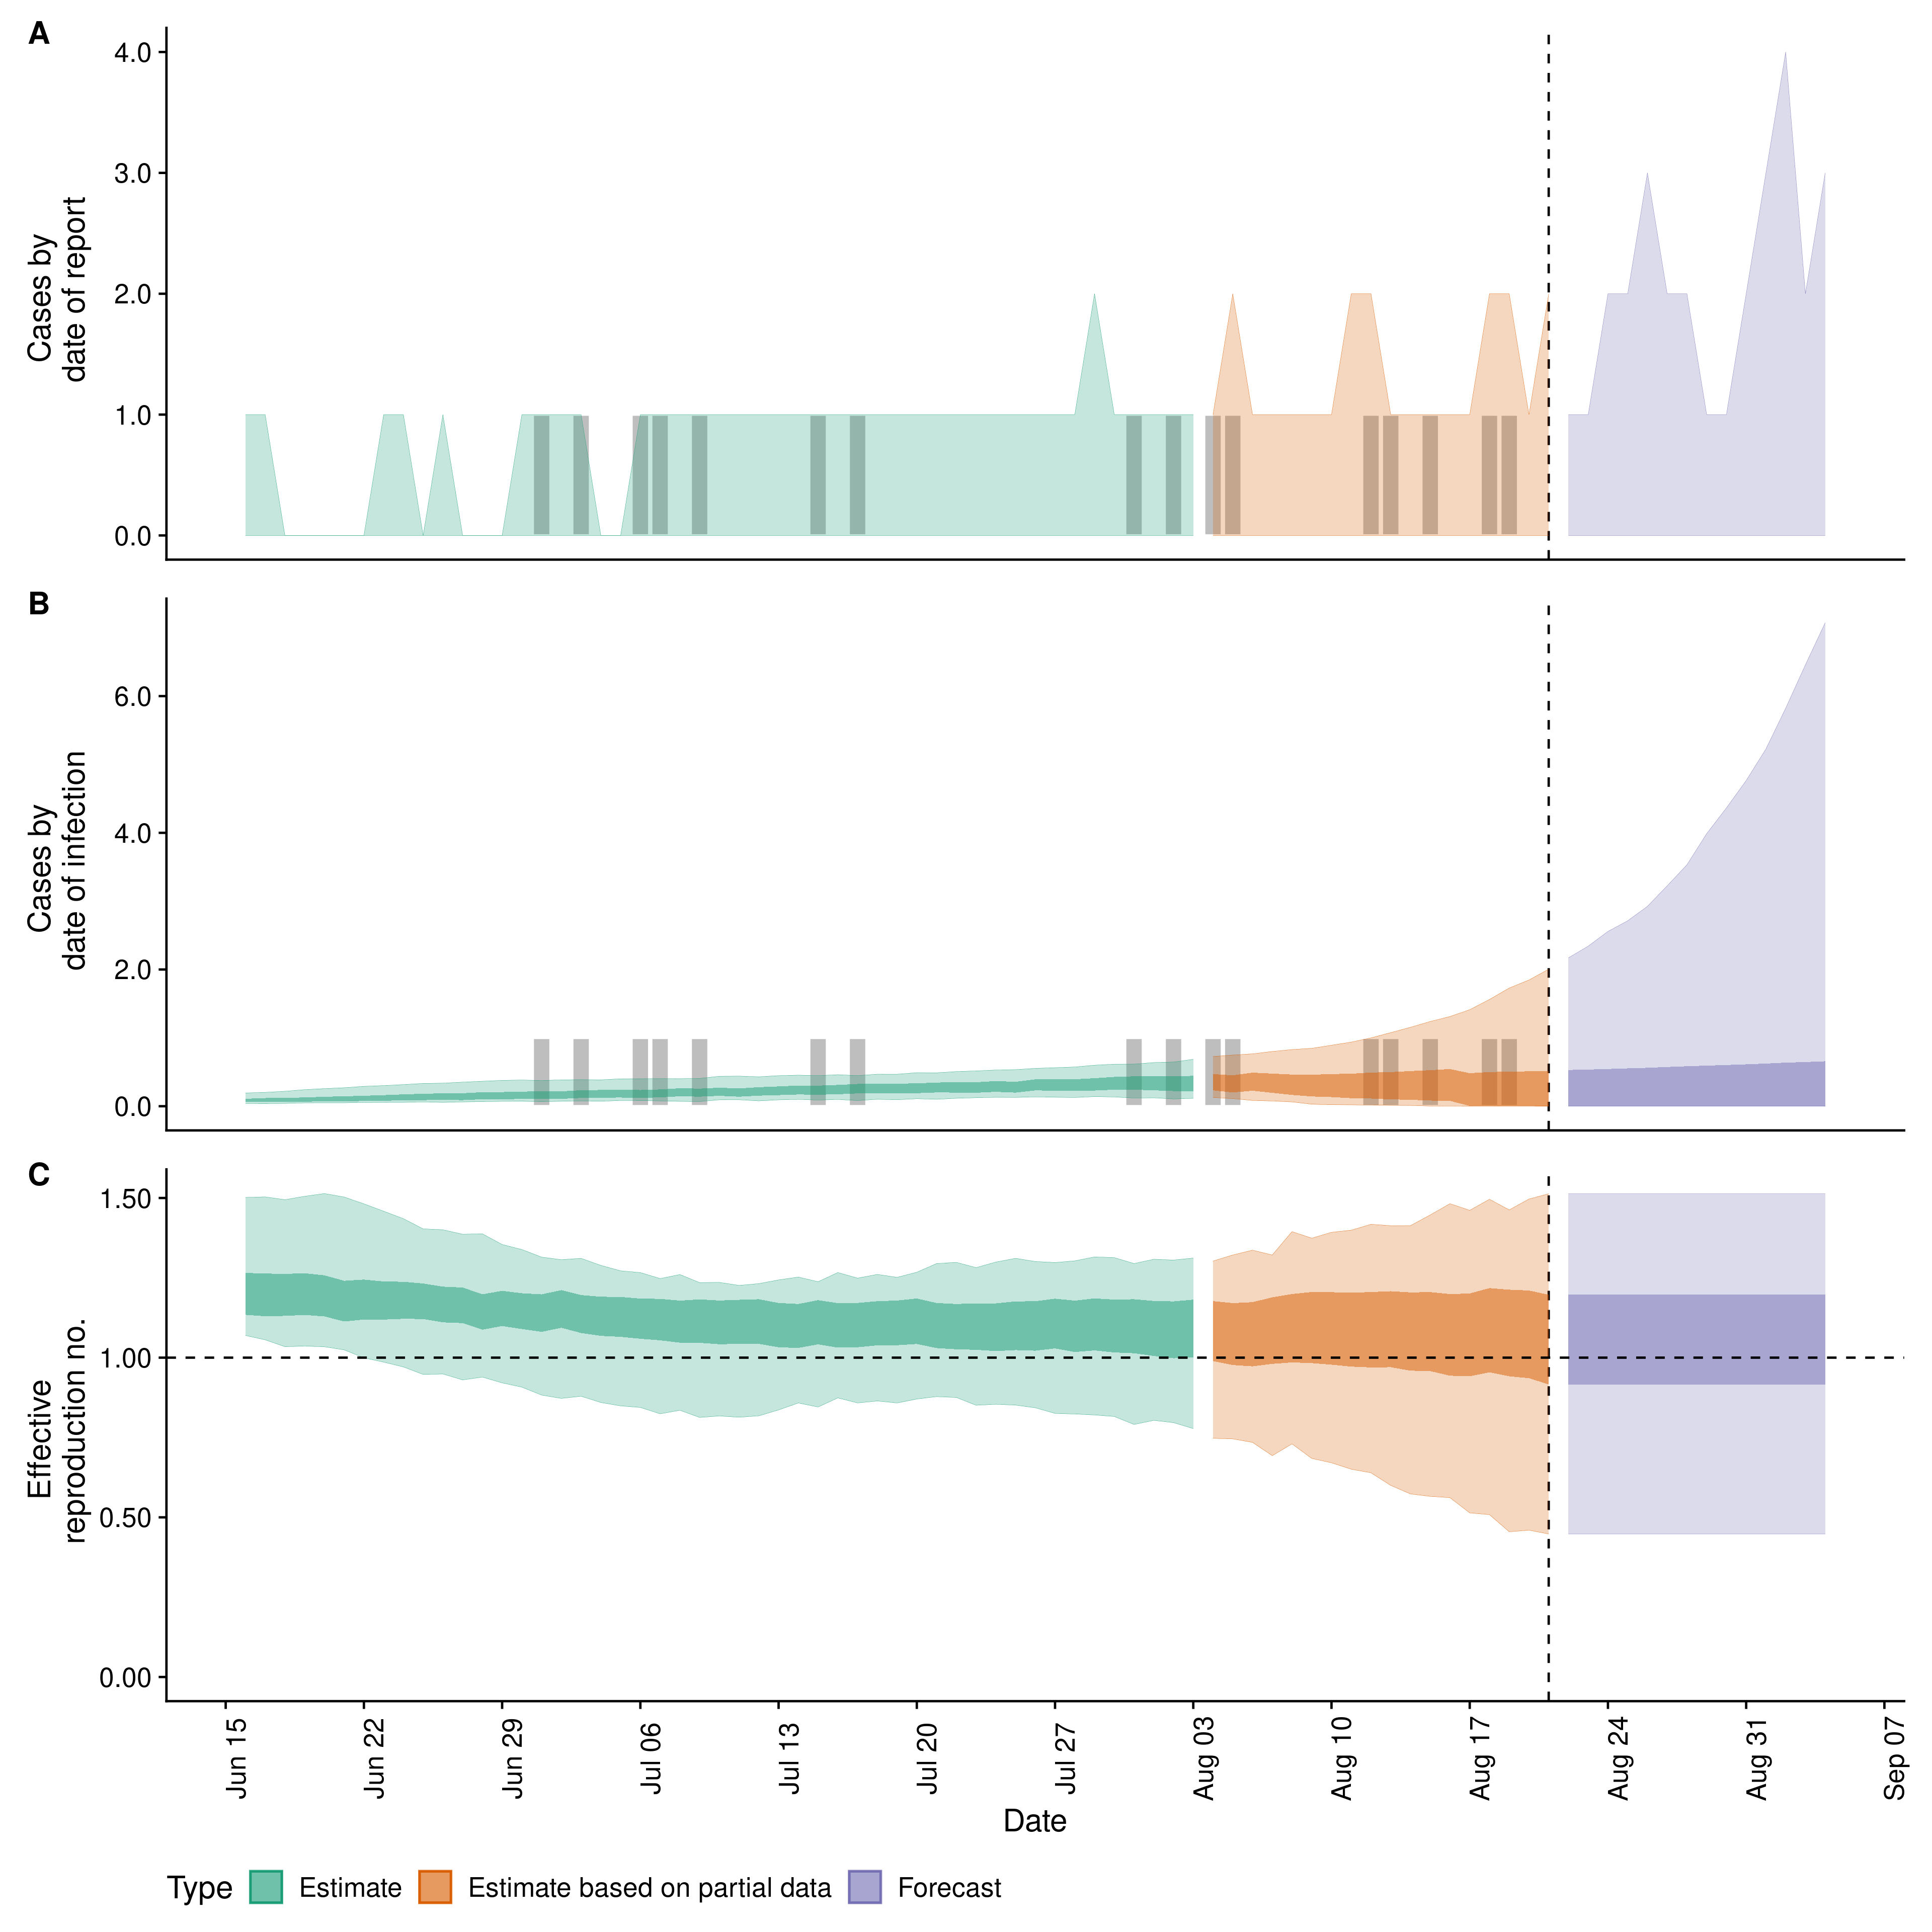 A
4.0
3.0
2.0
1.0
0.0
Cases by
date of report
B
6.0
4.0
2.0
0.0
Cases by
date of infection
C
1.50
1.00
0.50
0.00
Effective
reproduction no.
Jun 15
Jun 22
Jun 29
Jul 06
Jul 13
Jul 20
Jul 27
Aug 03
Aug 10
Aug 17
Aug 24
Aug 31
Sep 07
Date
Type
Estimate
Estimate based on partial data
Forecast